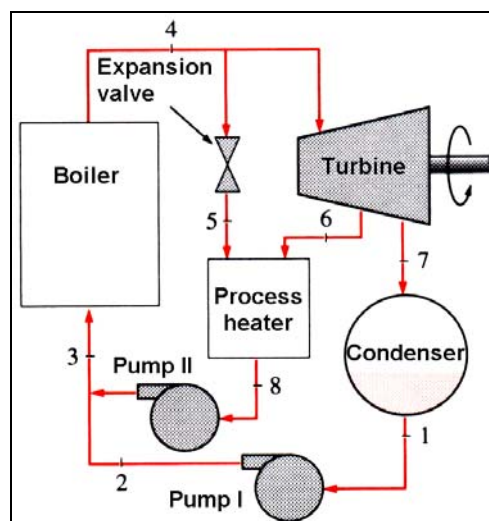 4
Expansion
valve
Boiler
Turbine
5
6
7
Process
heater
Condenser
3
Pump II
8
1
2
Pump I